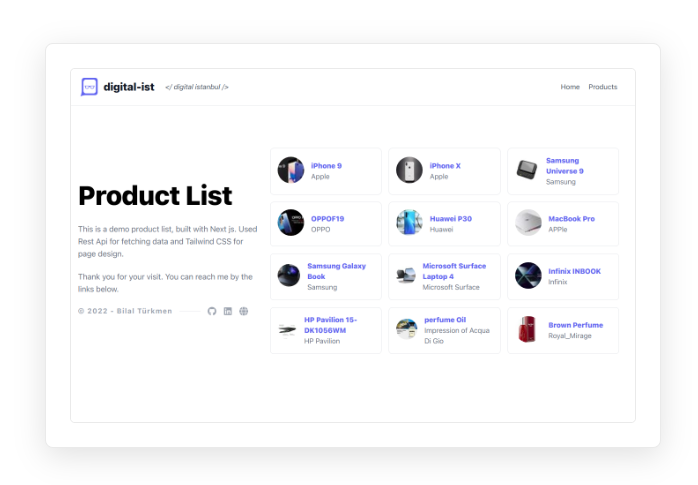 digital-ist
</ digital istanbul />
Home
Products
Product List
This is a demo product list, built with Next js. Used
Rest Api for fetching data and Tailwind CSS for
page design.
Thank you for your visit. You can reach me by the
links below.
© 2022 - Bilal Türkmen
iPhone 9
Apple
iPhone X
Apple
Samsung
Universe 9
Samsung
OPPOF19
OPPO
Huawei P30
Huawei
MacBook Pro
APPle
Samsung Galaxy
Book
Samsung
Microsoft Surface
Laptop 4
Microsoft Surface
Infinix INBOOK
Infinix
HP Pavilion 15-
DK1056WM
HP Pavilion
perfume Oil
Impression of Acqua
Di Gio
Brown Perfume
Royal_Mirage